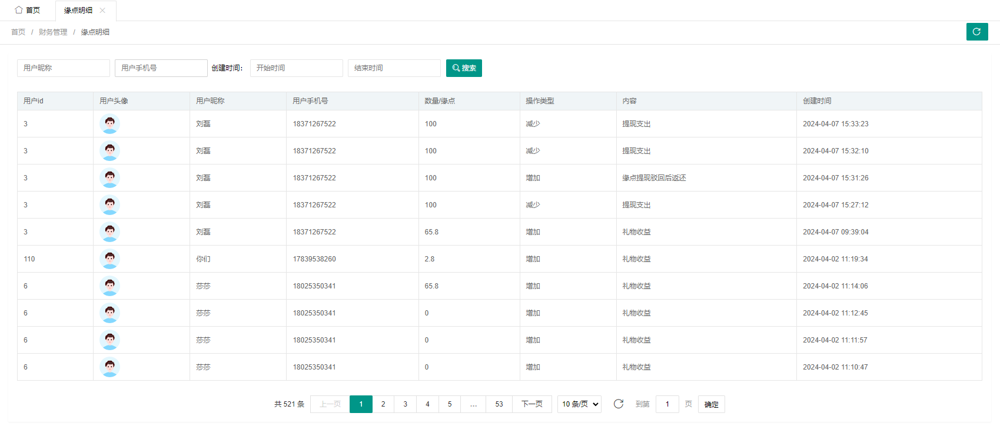 首页 缘点明细
首页 / 财务管理 / 缘点明细
用户昵称 用户手机号 创建时间： 开始时间 结束时间 搜索
用户id 用户头像 用户昵称 用户手机号 数量/缘点 操作类型 内容 创建时间
3 刘磊 18371267522 100 减少 提现支出 2024-04-07 15:33:23
3 刘磊 18371267522 100 减少 提现支出 2024-04-07 15:32:10
3 刘磊 18371267522 100 增加 缘点提现驳回后返还 2024-04-07 15:31:26
3 刘磊 18371267522 100 减少 提现支出 2024-04-07 15:27:12
3 刘磊 18371267522 65.8 增加 礼物收益 2024-04-07 09:39:04
110 你们 17839538260 2.8 增加 礼物收益 2024-04-02 11:19:34
6 莎莎 18025350341 65.8 增加 礼物收益 2024-04-02 11:14:06
6 莎莎 18025350341 0 增加 礼物收益 2024-04-02 11:12:45
6 莎莎 18025350341 0 增加 礼物收益 2024-04-02 11:11:57
6 莎莎 18025350341 0 增加 礼物收益 2024-04-02 11:10:47
共 521 条 上一页 1 2 3 4 5 … 53 下一页 10 条/页 到第 1 页 确定